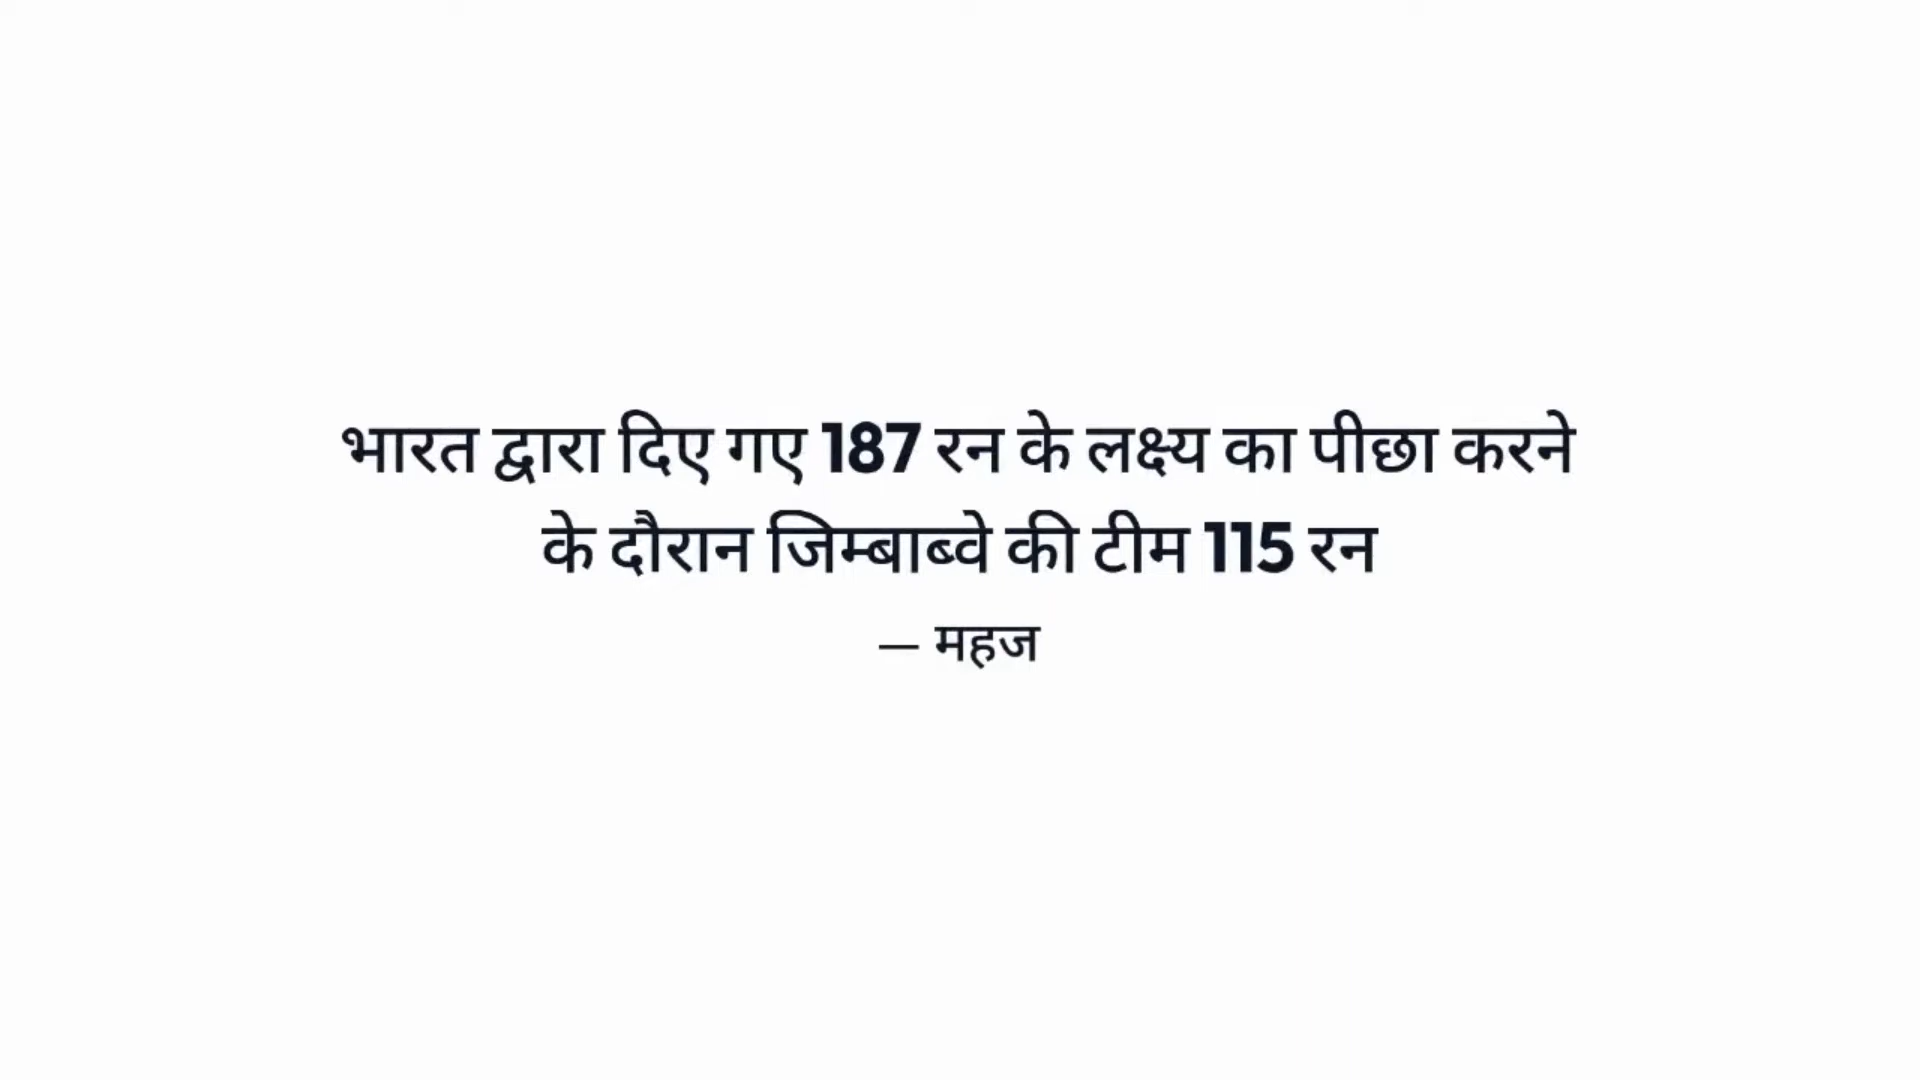 भारत द्वारा दिए गए 187 रन के लक्ष्य का पीछा करने
के दौरान जिम्बाब्वे की टीम 115 रन
— महज